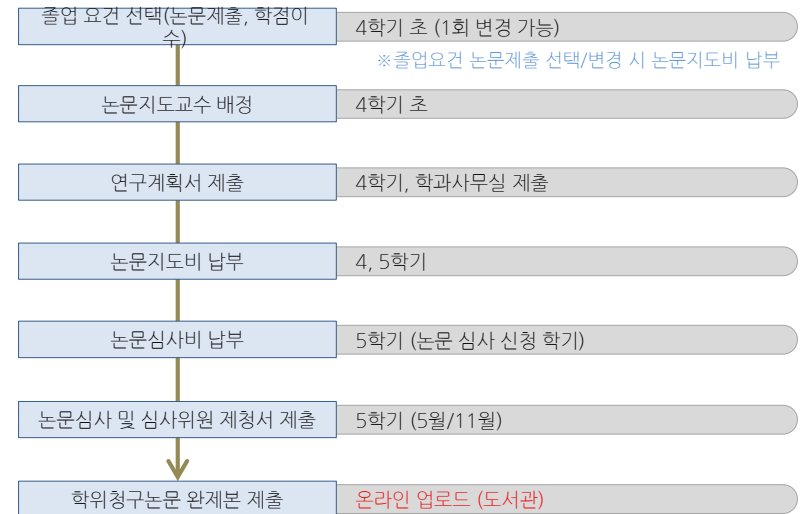 졸업 요건 선택(논문제출, 학점이
수)
4학기 초 (1회 변경 가능)
※졸업요건 논문제출 선택/변경 시 논문지도비 납부
논문지도교수 배정
4학기 초
연구계획서 제출
4학기, 학과사무실 제출
논문지도비 납부
4, 5학기
논문심사비 납부
5학기 (논문 심사 신청 학기)
논문심사 및 심사위원 제청서 제출
5학기 (5월/11월)
학위청구논문 완제본 제출
온라인 업로드 (도서관)